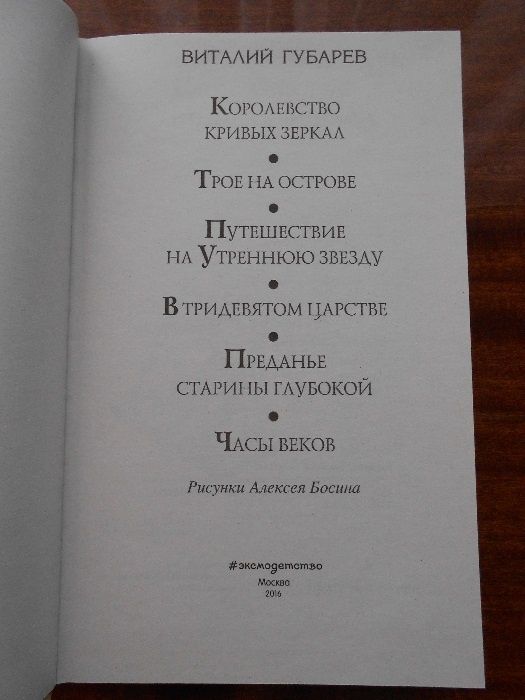 ВИТАЛИЙ ГУБАРЕВ
КОРОЛЕВСТВО
КРИВЫХ ЗЕРКАЛ
ТРОЕ НА ОСТРОВЕ
ПУТЕШЕСТВИЕ
НА УТРЕННЮЮ ЗВЕЗДУ
В ТРИДЕВЯТОМ ЦАРСТВЕ
ПРЕДАНЬЕ
СТАРИНЫ ГЛУБОКОЙ
ЧАСЫ ВЕКОВ
Рисунки Алексея Босина
#эксмодетство
Москва
2016